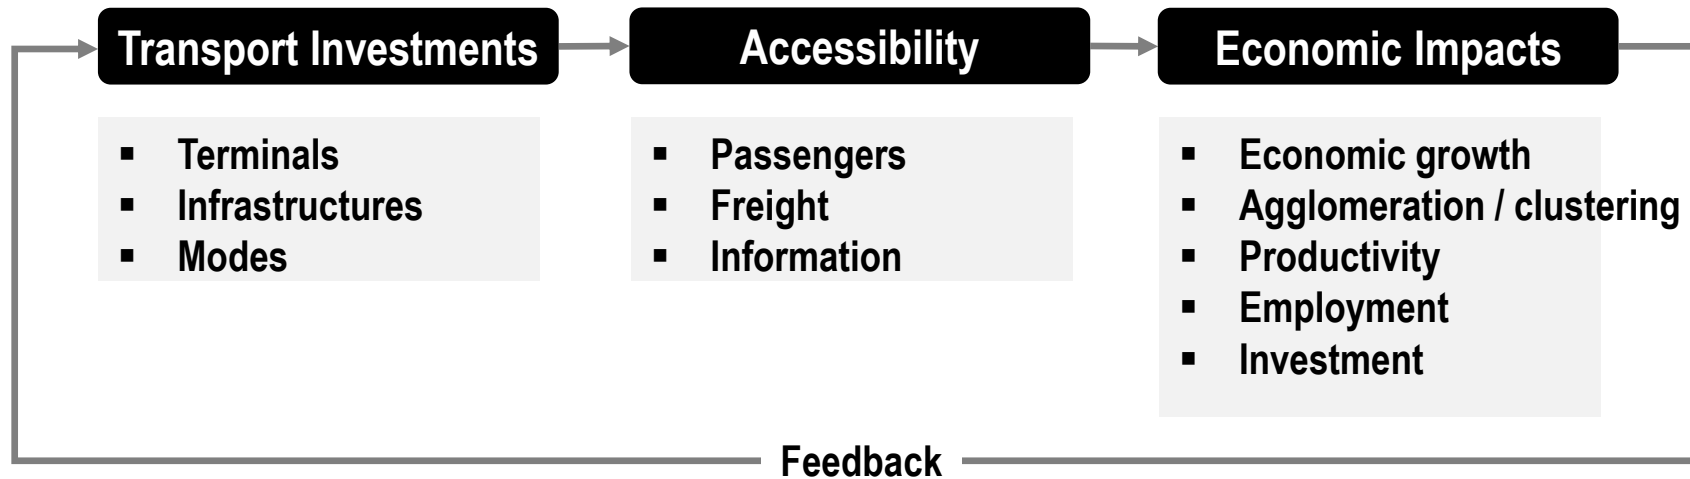 Transport Investments
Terminals
Infrastructures
Modes
Accessibility
Passengers
Freight
Information
Economic Impacts
Economic growth
Agglomeration / clustering
Productivity
Employment
Investment
Feedback